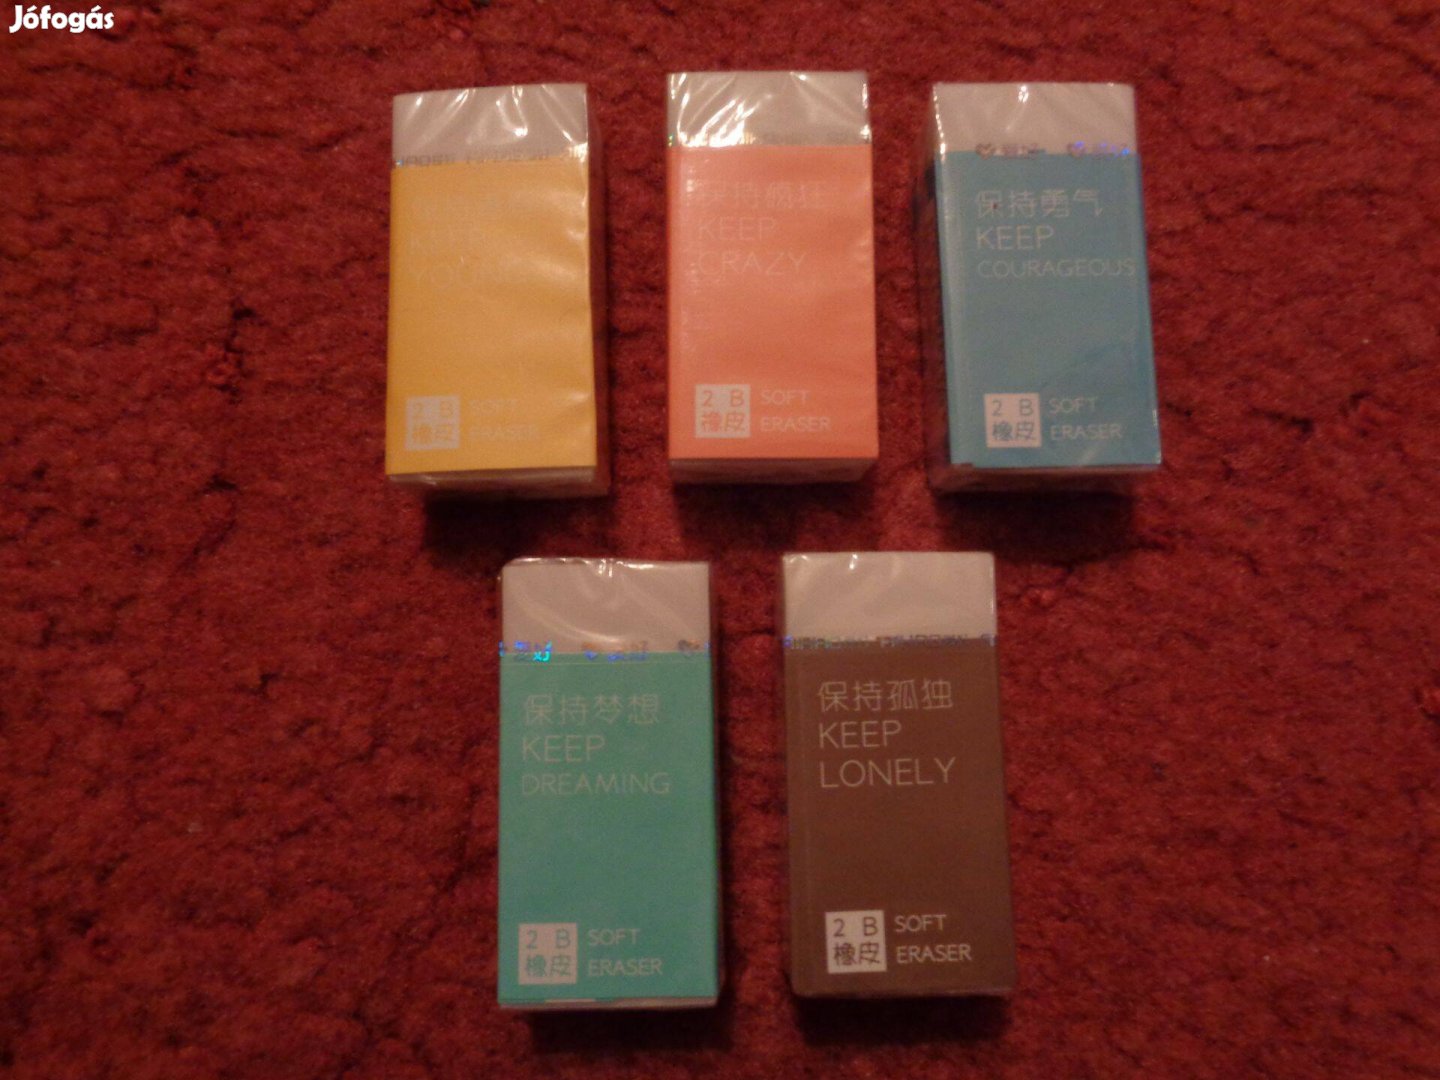 Jófogás
KEEP
2 B
橡皮
SOFT
ERASER
保持疯狂
KEEP
CRAZY
2 B
橡皮
SOFT
ERASER
保持勇气
KEEP
COURAGEOUS
2 B
橡皮
SOFT
ERASER
保持梦想
KEEP
DREAMING
2 B
橡皮
SOFT
ERASER
保持孤独
KEEP
LONELY
2 B
橡皮
SOFT
ERASER